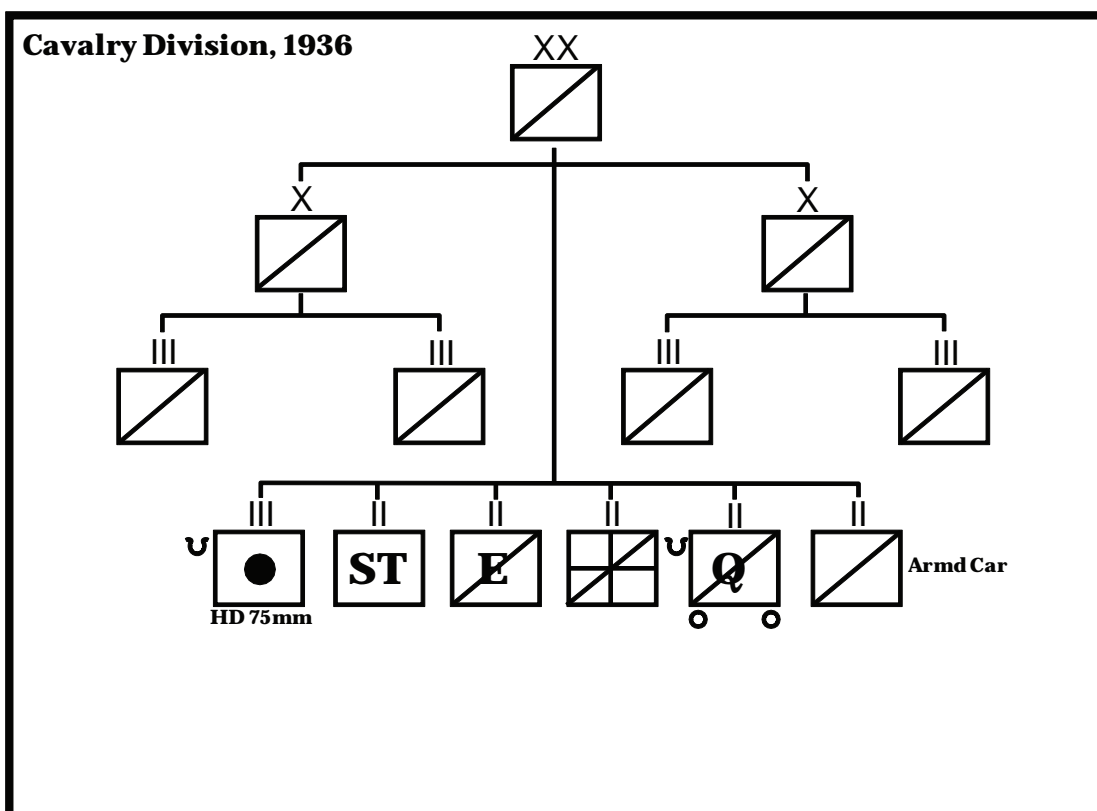 Cavalry Division, 1936
XX
X X
III III III III
III II II II II II
ST E Q Armd Car
HD 75mm